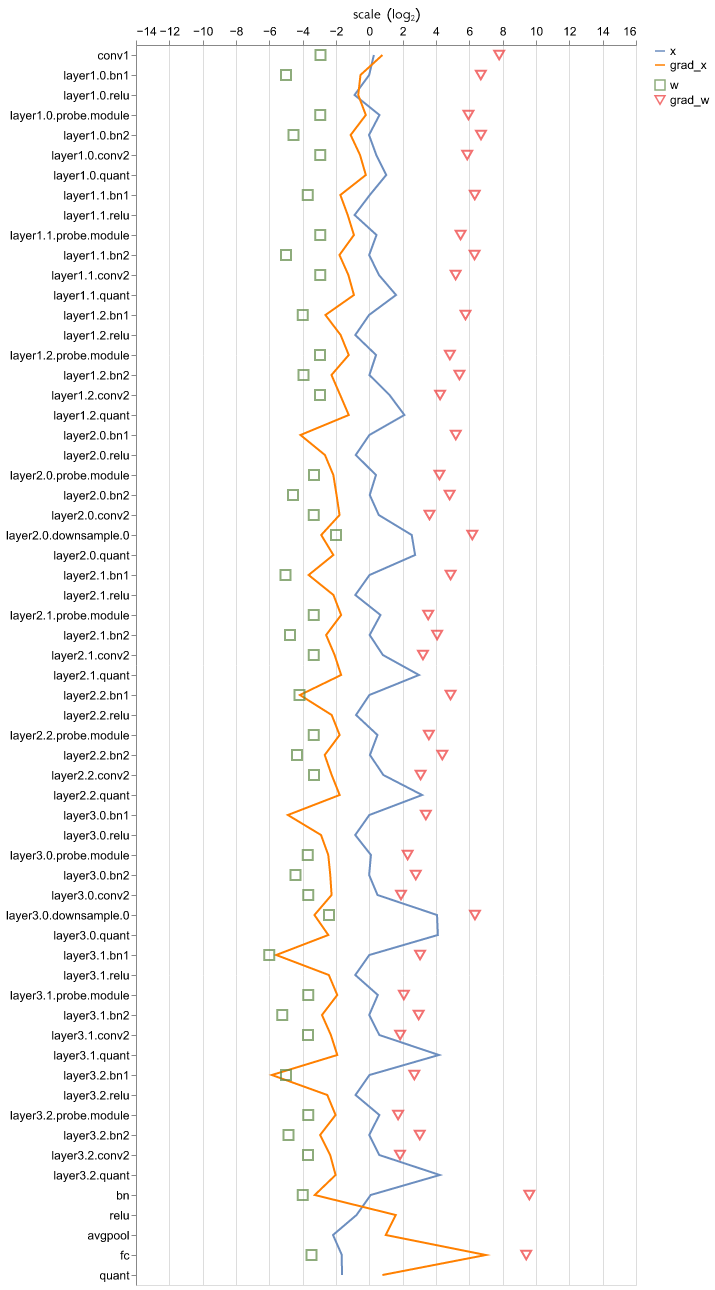 scale (log₂)
−14 −12 −10 −8 −6 −4 −2 0 2 4 6 8 10 12 14 16
x
grad_x
w
grad_w
conv1
layer1.0.bn1
layer1.0.relu
layer1.0.probe.module
layer1.0.bn2
layer1.0.conv2
layer1.0.quant
layer1.1.bn1
layer1.1.relu
layer1.1.probe.module
layer1.1.bn2
layer1.1.conv2
layer1.1.quant
layer1.2.bn1
layer1.2.relu
layer1.2.probe.module
layer1.2.bn2
layer1.2.conv2
layer1.2.quant
layer2.0.bn1
layer2.0.relu
layer2.0.probe.module
layer2.0.bn2
layer2.0.conv2
layer2.0.downsample.0
layer2.0.quant
layer2.1.bn1
layer2.1.relu
layer2.1.probe.module
layer2.1.bn2
layer2.1.conv2
layer2.1.quant
layer2.2.bn1
layer2.2.relu
layer2.2.probe.module
layer2.2.bn2
layer2.2.conv2
layer2.2.quant
layer3.0.bn1
layer3.0.relu
layer3.0.probe.module
layer3.0.bn2
layer3.0.conv2
layer3.0.downsample.0
layer3.0.quant
layer3.1.bn1
layer3.1.relu
layer3.1.probe.module
layer3.1.bn2
layer3.1.conv2
layer3.1.quant
layer3.2.bn1
layer3.2.relu
layer3.2.probe.module
layer3.2.bn2
layer3.2.conv2
layer3.2.quant
bn
relu
avgpool
fc
quant